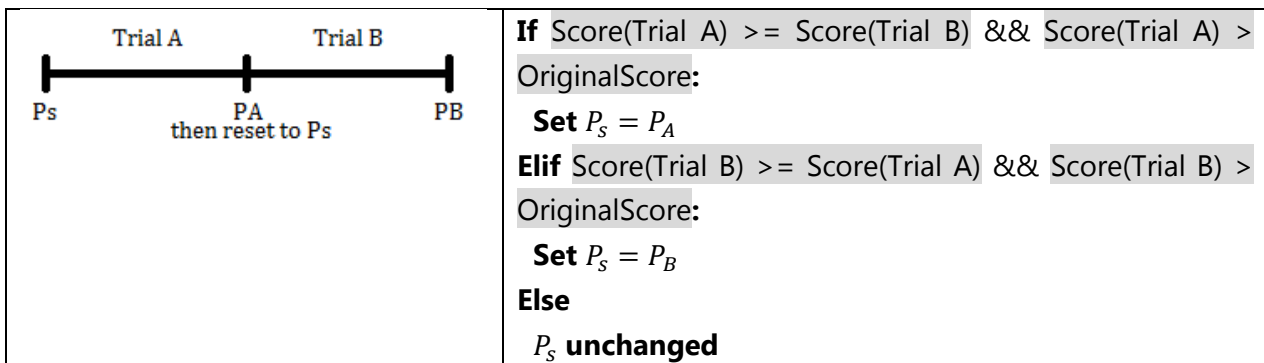 Trial A Trial B
Ps PA PB
then reset to Ps
If Score(Trial A) >= Score(Trial B) && Score(Trial A) >
OriginalScore:
Set P_s = P_A
Elif Score(Trial B) >= Score(Trial A) && Score(Trial B) >
OriginalScore:
Set P_s = P_B
Else
P_s unchanged